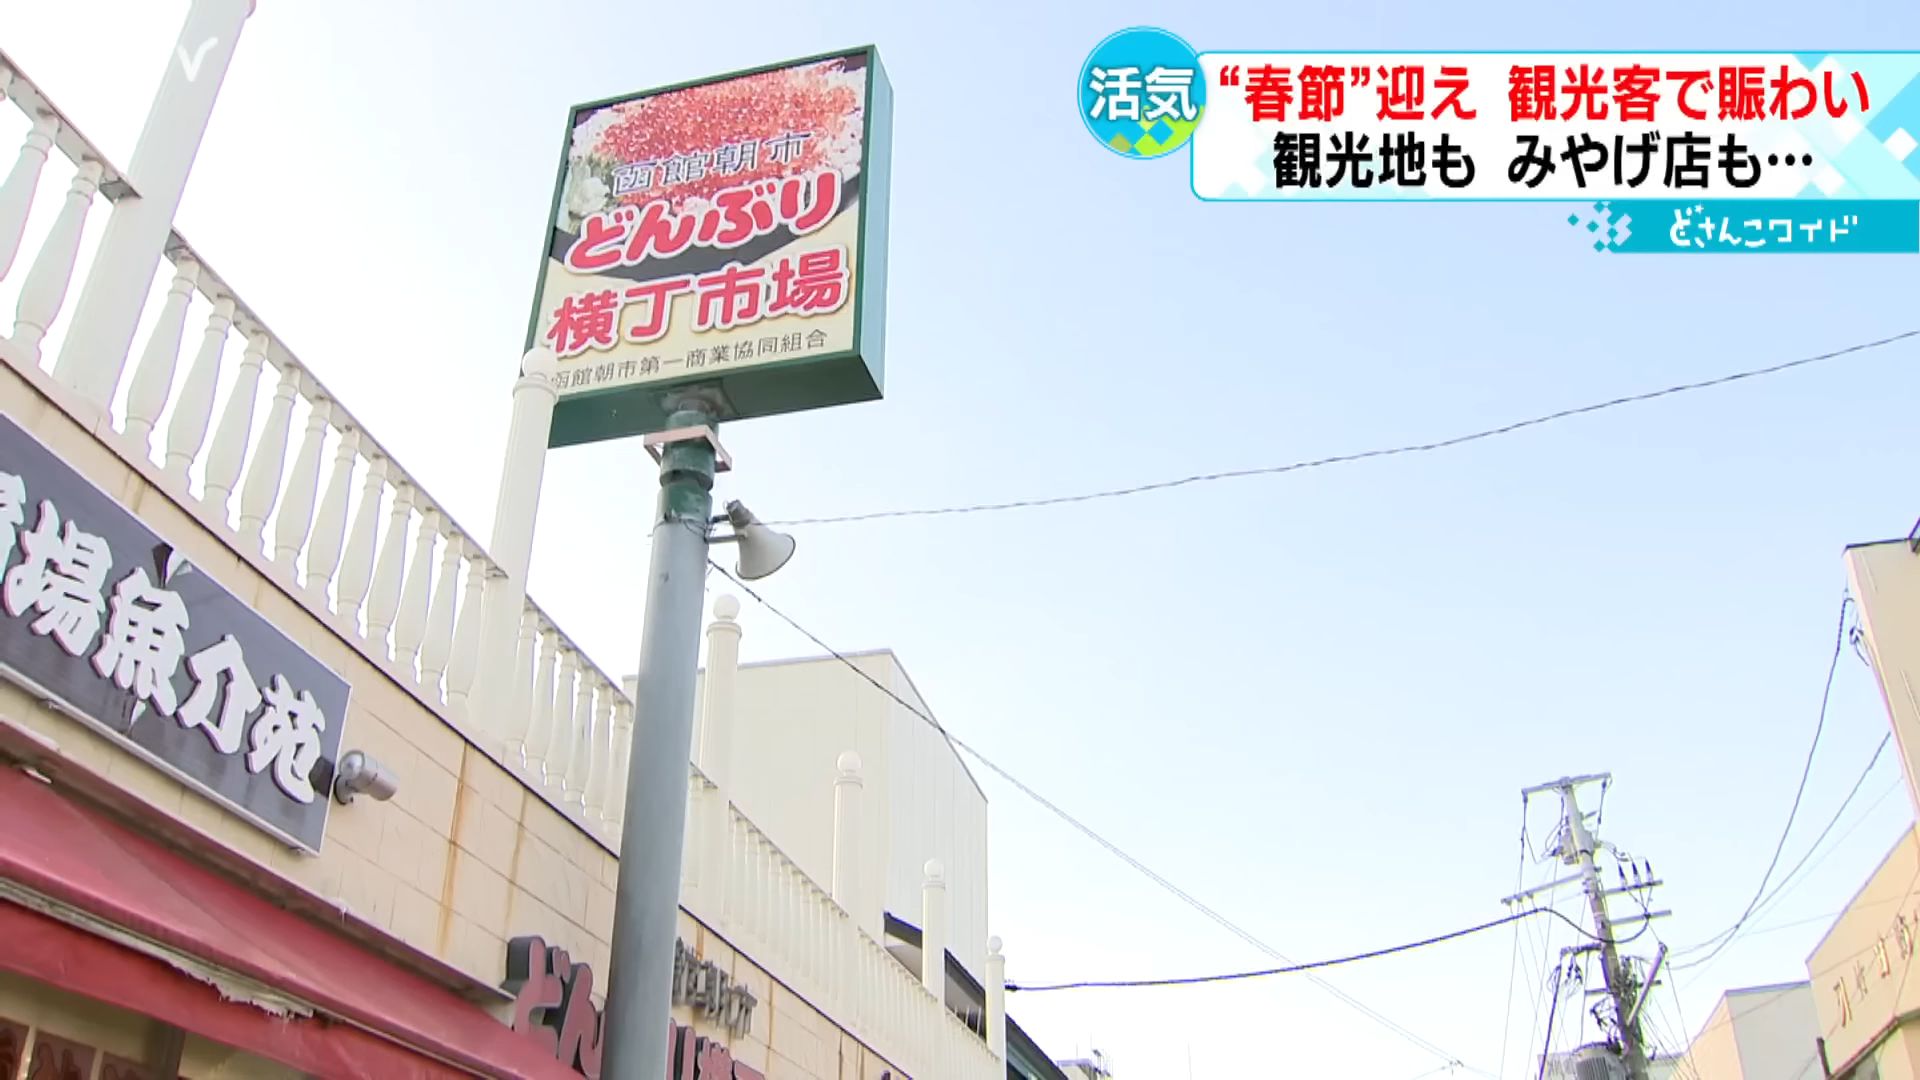 活気
“春節”迎え 観光客で賑わい
観光地も みやげ店も…
どさんこワイド
函館朝市
どんぶり
横丁市場
函館朝市第一商業協同組合
場魚介苑
どん